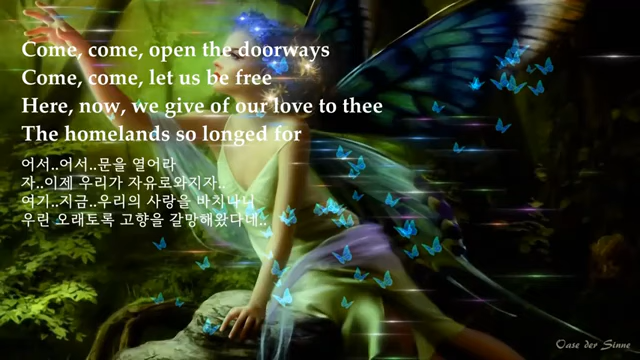 Come, come, open the doorways
Come, come, let us be free
Here, now, we give of our love to thee
The homelands so longed for
어서..어서..문을 열어라
자..이제 우리가 자유로와지자..
여기..지금..우리의 사랑을 바치나니
우린 오래토록 고향을 갈망해왔다네..
Oase der Sinne